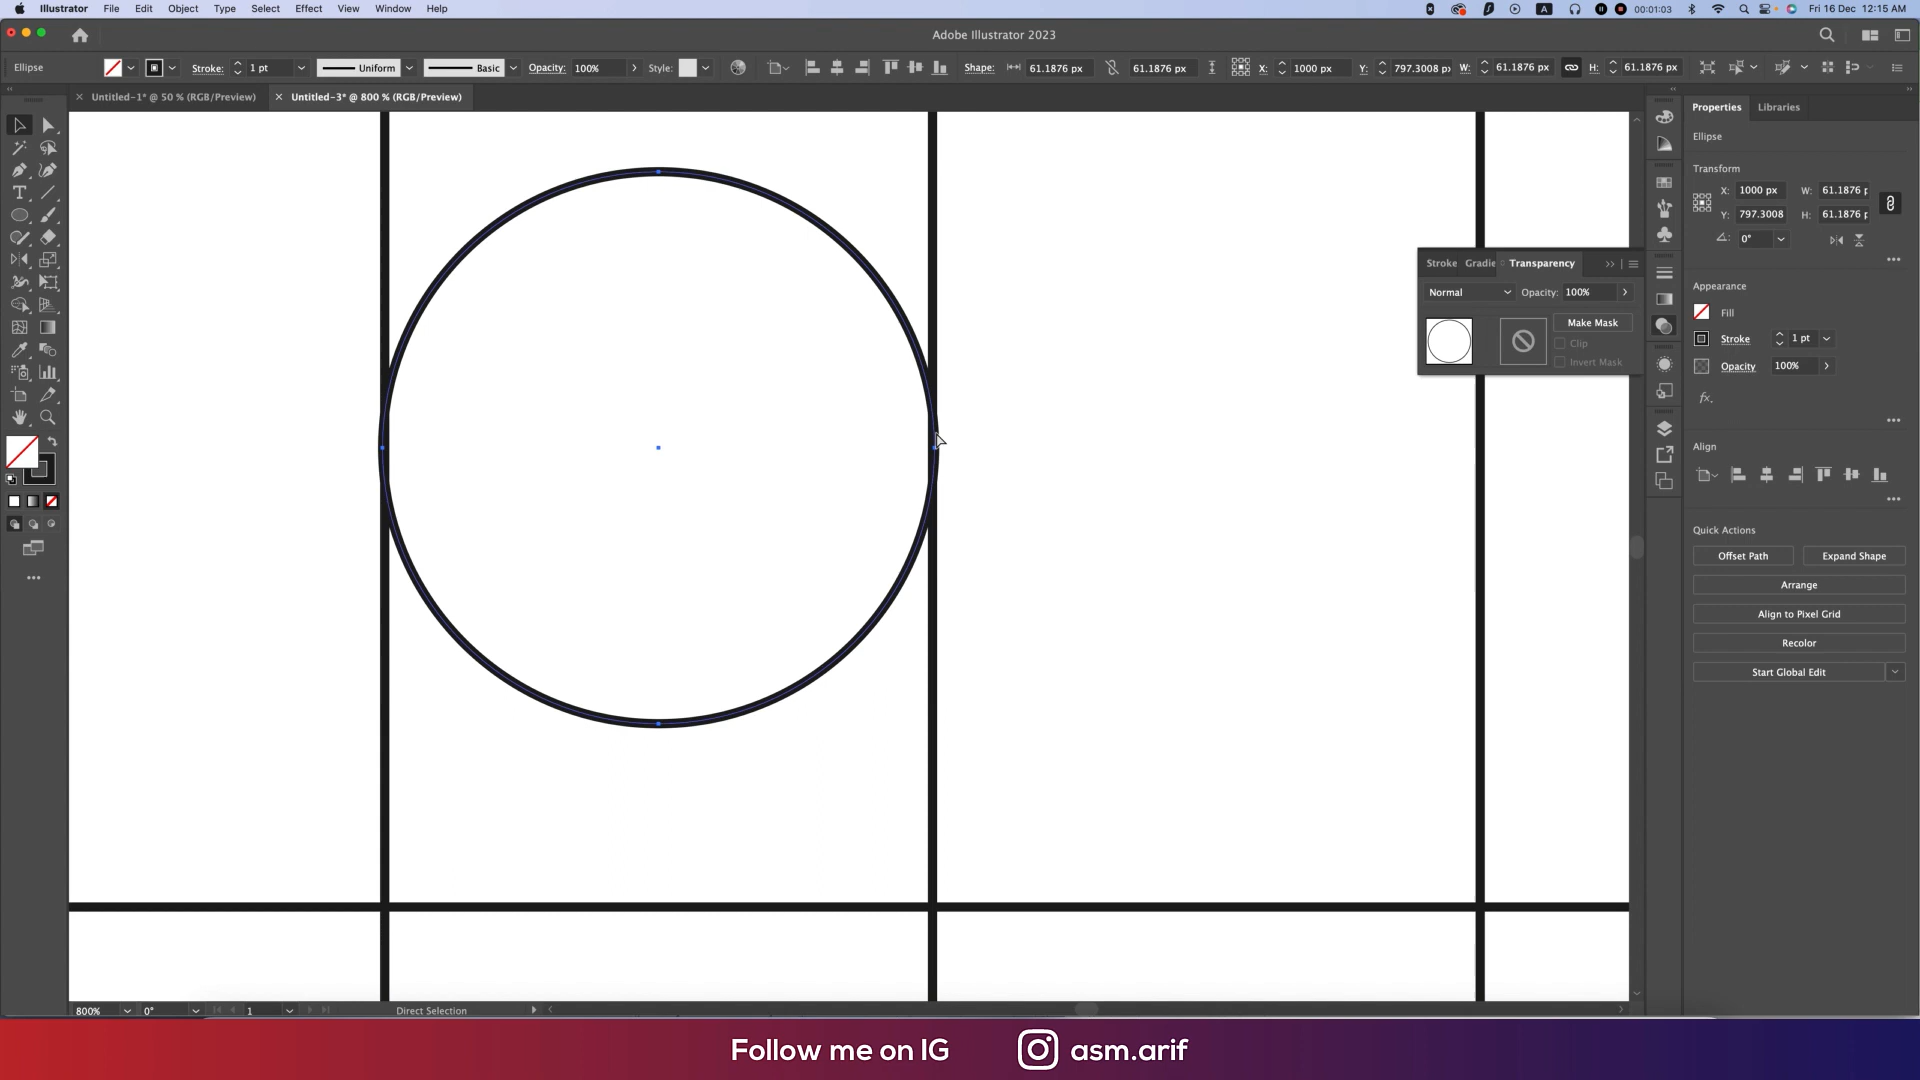 Illustrator File Edit Object Type Select Effect View Window Help
A 00:01:03 Fri 16 Dec 12:15 AM
Adobe Illustrator 2023
Ellipse Stroke: 1 pt Uniform Basic Opacity: 100% Style: Shape: 61.1876 px 61.1876 px X: 1000 px Y: 797.3008 px W: 61.1876 px H: 61.1876 px
Untitled-1* @ 50 % (RGB/Preview) Untitled-3* @ 800 % (RGB/Preview)
Properties Libraries
Ellipse
Transform
X: 1000 px W: 61.1876 p
Y: 797.3008 H: 61.1876 p
0°
Stroke Gradie Transparency
Normal Opacity: 100%
Make Mask
Clip
Invert Mask
Appearance
Fill
Stroke 1 pt
Opacity 100%
fx.
Align
Quick Actions
Offset Path Expand Shape
Arrange
Align to Pixel Grid
Recolor
Start Global Edit
800% 0° 1 Direct Selection
Follow me on IG asm.arif